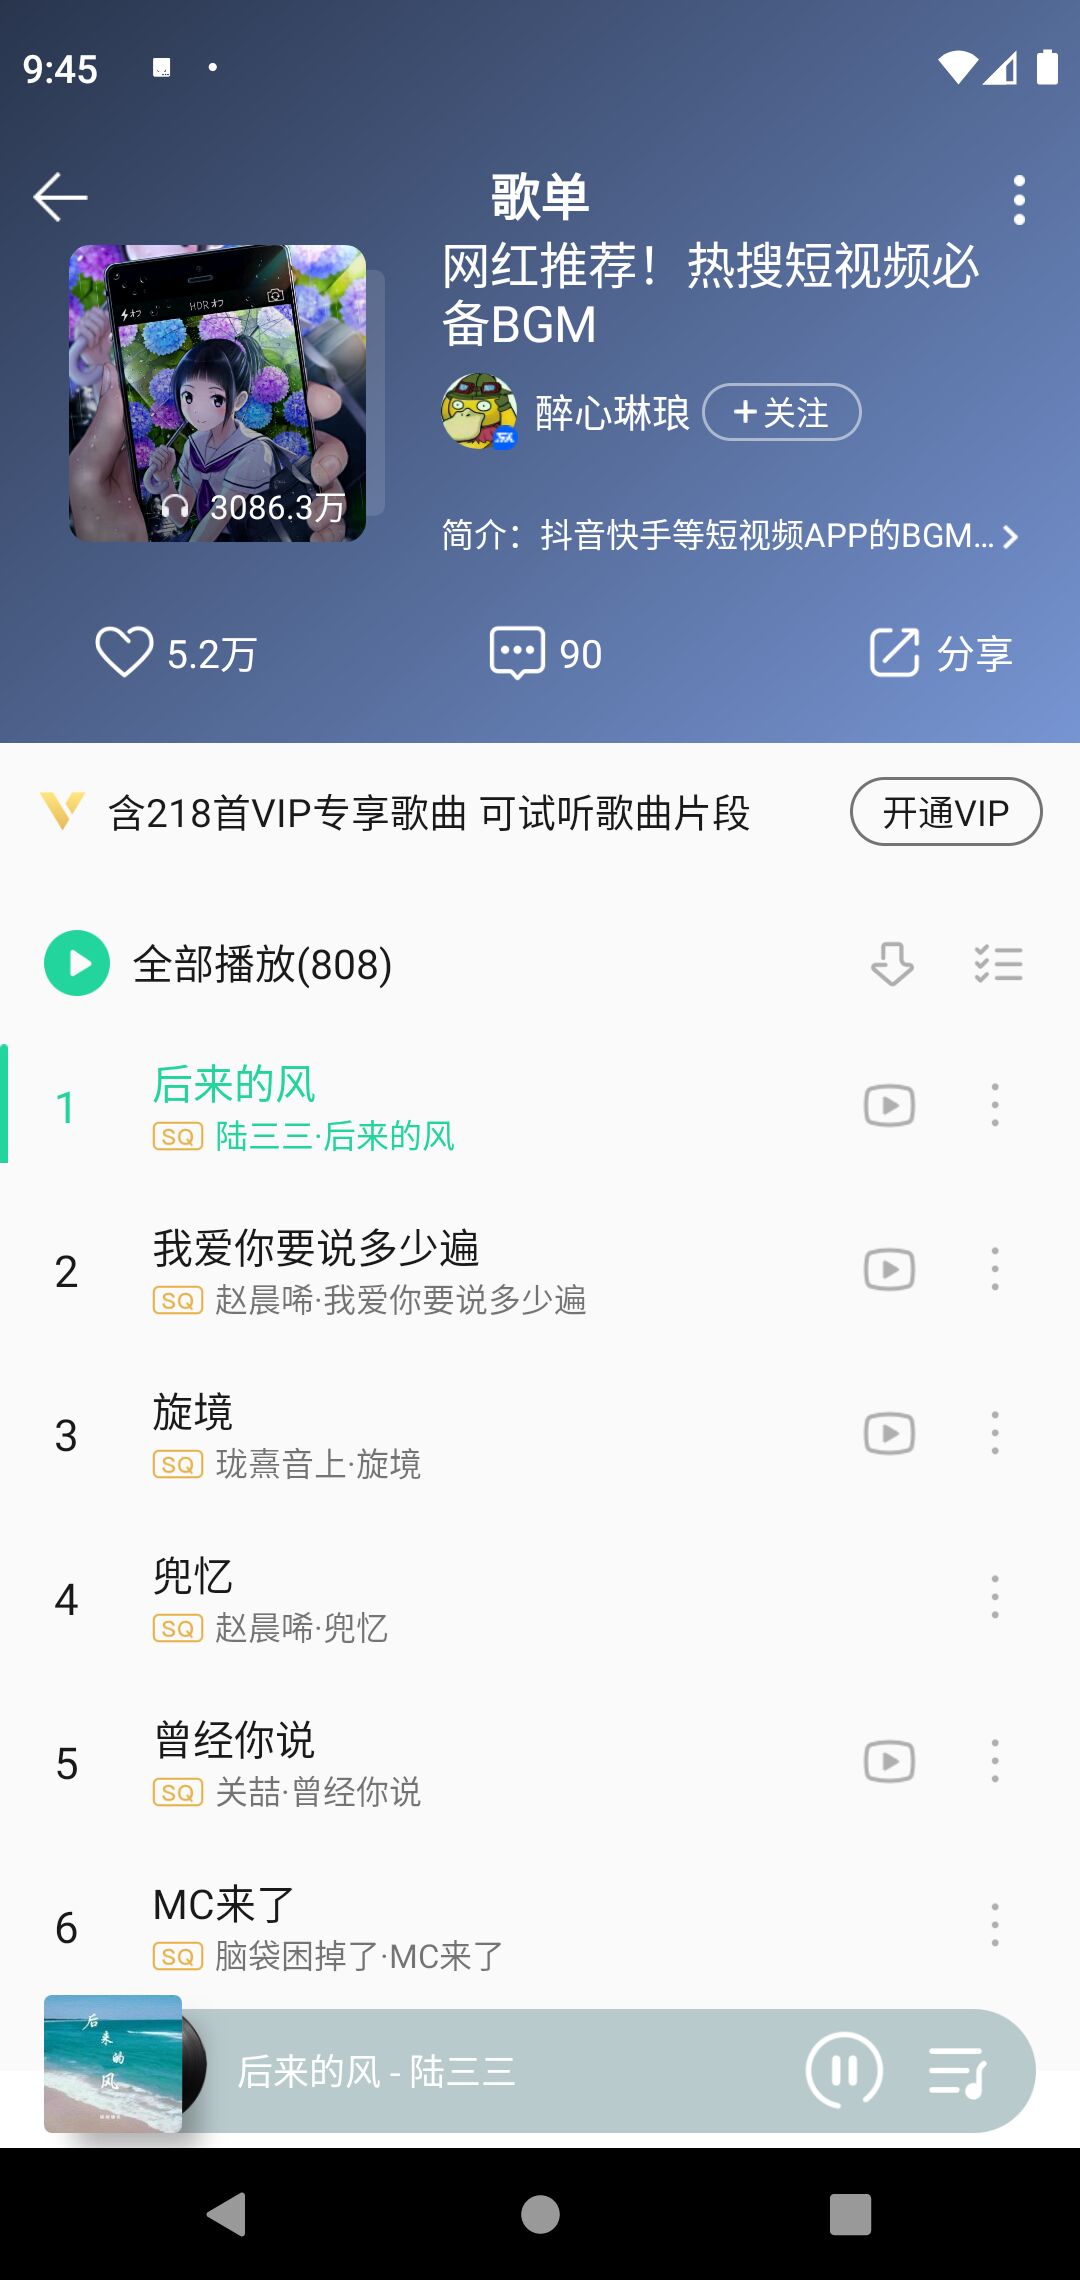 9:45
歌单
网红推荐！热搜短视频必
备BGM
醉心琳琅
+关注
HDR オフ
3086.3万
简介：抖音快手等短视频APP的BGM...
5.2万
90
分享
含218首VIP专享歌曲 可试听歌曲片段
开通VIP
全部播放(808)
1
后来的风
SQ 陆三三·后来的风
2
我爱你要说多少遍
SQ 赵晨唏·我爱你要说多少遍
3
旋境
SQ 珑熹音上·旋境
4
兜忆
SQ 赵晨唏·兜忆
5
曾经你说
SQ 关喆·曾经你说
6
MC来了
SQ 脑袋困掉了·MC来了
后来的风
后来的风 - 陆三三